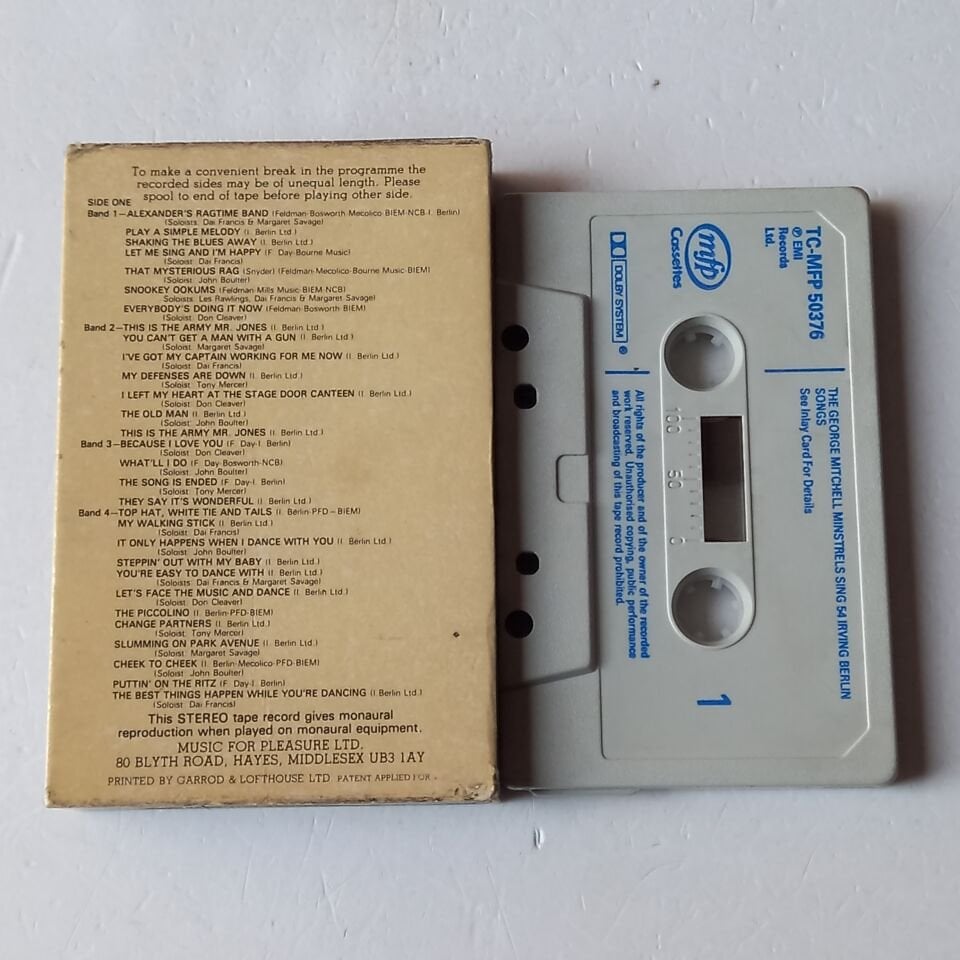 To make a convenient break in the programme the
recorded sides may be of unequal length. Please
spool to end of tape before playing other side.
SIDE ONE
Band 1—ALEXANDER'S RAGTIME BAND (Feldman-Bosworth-Mecolico-BIEM-NCB-I. Berlin)
(Soloists: Dai Francis & Margaret Savage)
PLAY A SIMPLE MELODY (I. Berlin Ltd.)
SHAKING THE BLUES AWAY (I. Berlin Ltd.)
LET ME SING AND I'M HAPPY (F. Day-Bourne Music)
(Soloist: Dai Francis)
THAT MYSTERIOUS RAG (Snyder) (Feldman-Mecolico-Bourne Music-BIEM)
(Soloist: John Boulter)
SNOOKEY OOKUMS (Feldman-Mills Music-BIEM-NCB)
Soloists: Les Rawlings, Dai Francis & Margaret Savage)
EVERYBODY'S DOING IT NOW (Feldman-Bosworth-BIEM)
(Soloist: Don Cleaver)
Band 2—THIS IS THE ARMY MR. JONES (I. Berlin Ltd.)
YOU CAN'T GET A MAN WITH A GUN (I. Berlin Ltd.)
(Soloist: Margaret Savage)
I'VE GOT MY CAPTAIN WORKING FOR ME NOW (I. Berlin Ltd.)
(Soloist: Dai Francis)
MY DEFENSES ARE DOWN (I. Berlin Ltd.)
(Soloist: Tony Mercer)
I LEFT MY HEART AT THE STAGE DOOR CANTEEN (I. Berlin Ltd.)
(Soloist: Don Cleaver)
THE OLD MAN (I. Berlin Ltd.)
(Soloist: John Boulter)
THIS IS THE ARMY MR. JONES (I. Berlin Ltd.)
Band 3—BECAUSE I LOVE YOU (F. Day-I. Berlin)
(Soloist: Don Cleaver)
WHAT'LL I DO (F. Day-Bosworth-NCB)
(Soloist: John Boulter)
THE SONG IS ENDED (F. Day-I. Berlin)
(Soloist: Tony Mercer)
THEY SAY IT'S WONDERFUL (I. Berlin Ltd.)
Band 4—TOP HAT, WHITE TIE AND TAILS (I. Berlin-PFD-BIEM)
MY WALKING STICK (I. Berlin Ltd.)
(Soloist: Dai Francis)
IT ONLY HAPPENS WHEN I DANCE WITH YOU (I. Berlin Ltd.)
(Soloist: John Boulter)
STEPPIN' OUT WITH MY BABY (I. Berlin Ltd.)
YOU'RE EASY TO DANCE WITH (I. Berlin Ltd.)
(Soloists: Dai Francis & Margaret Savage)
LET'S FACE THE MUSIC AND DANCE (I. Berlin Ltd.)
(Soloist: Don Cleaver)
THE PICCOLINO (I. Berlin-PFD-BIEM)
CHANGE PARTNERS (I. Berlin Ltd.)
(Soloist: Tony Mercer)
SLUMMING ON PARK AVENUE (I. Berlin Ltd.)
(Soloist: Margaret Savage)
CHEEK TO CHEEK (I. Berlin-Mecolico-PFD-BIEM)
(Soloist: John Boulter)
PUTTIN' ON THE RITZ (F. Day-I. Berlin)
THE BEST THINGS HAPPEN WHILE YOU'RE DANCING (I Berlin Ltd.)
(Soloist: Dai Francis)
This STEREO tape record gives monaural
reproduction when played on monaural equipment.
MUSIC FOR PLEASURE LTD.
80 BLYTH ROAD, HAYES, MIDDLESEX UB3 1AY
PRINTED BY GARROD & LOFTHOUSE LTD. PATENT APPLIED FOR
TC-MFP 50376
℗ EMI
Records
Ltd.
THE GEORGE MITCHELL MINSTRELS SING 54 IRVING BERLIN
SONGS
See Inlay Card For Details
mfp
Cassettes
DOLBY SYSTEM ®
100 50 0
1
All rights of the producer and of the owner of the recorded
work reserved. Unauthorised copying, public performance
and broadcasting of this tape record prohibited.